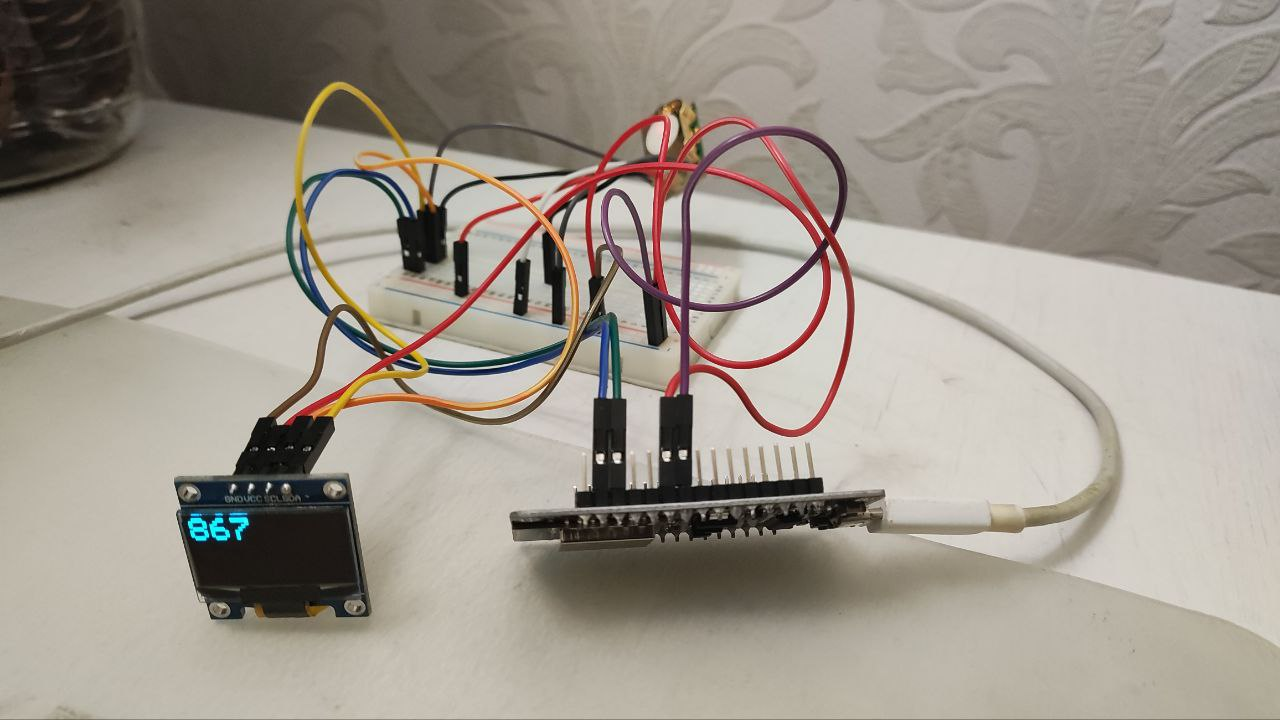 GND VCC SCL SDA
867